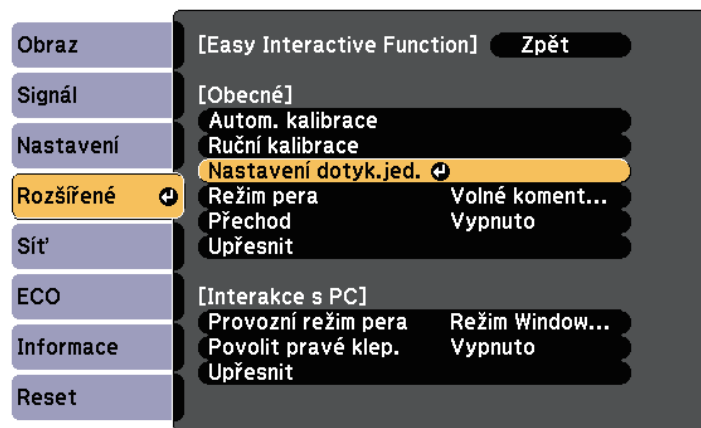 Obraz
Signál
Nastavení
Rozšířené
Síť
ECO
Informace
Reset
[Easy Interactive Function] Zpět
[Obecné]
Autom. kalibrace
Ruční kalibrace
Nastavení dotyk.jed.
Režim pera Volné koment...
Přechod Vypnuto
Upřesnit
[Interakce s PC]
Provozní režim pera Režim Window...
Povolit pravé klep. Vypnuto
Upřesnit